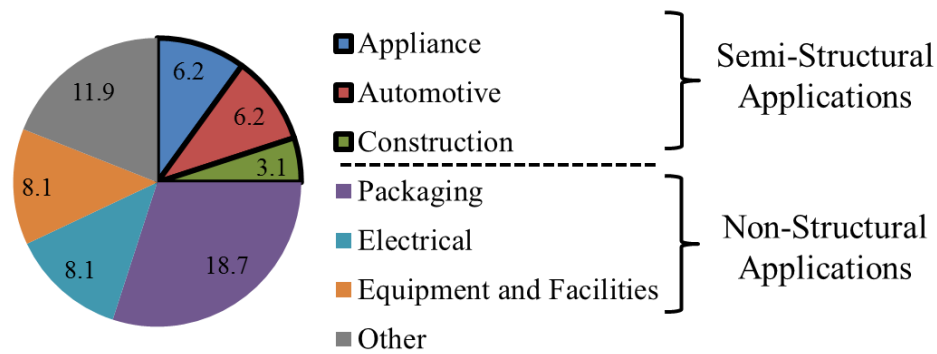 6.2
6.2
3.1
18.7
8.1
8.1
11.9
Appliance
Automotive
Construction
Packaging
Electrical
Equipment and Facilities
Other
Semi-Structural
Applications
Non-Structural
Applications